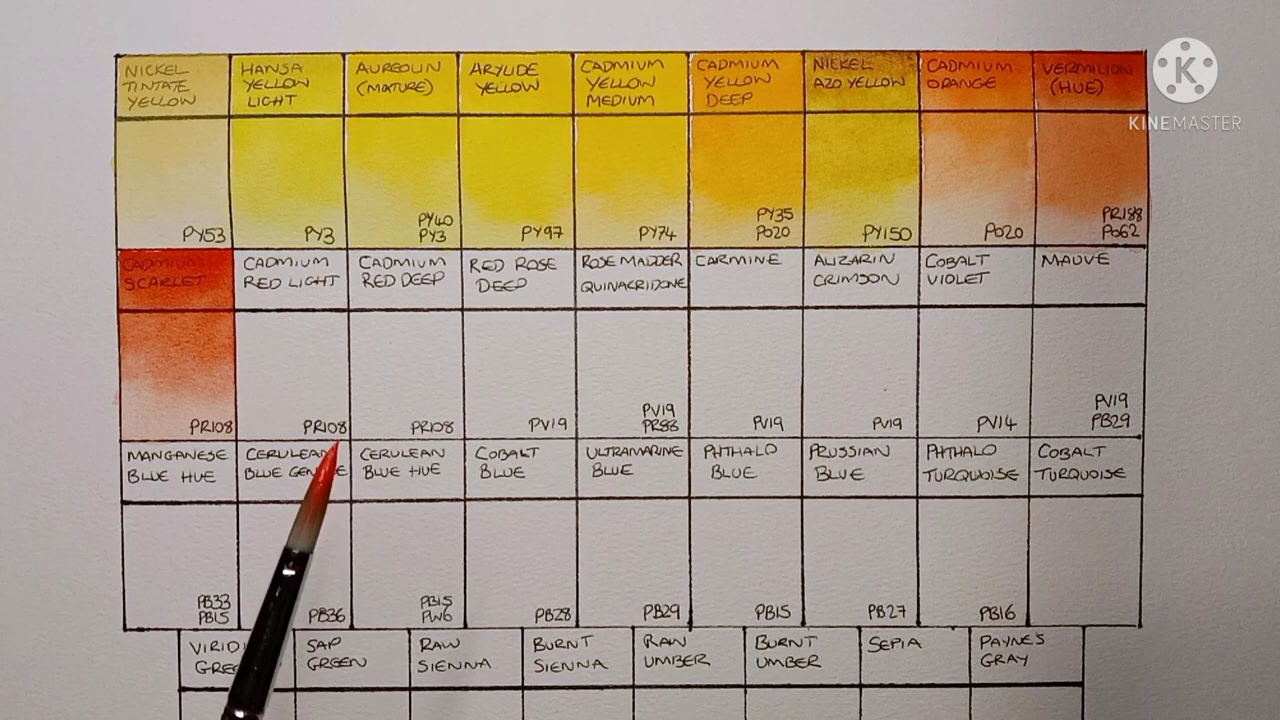 NICKEL
TINTATE
YELLOW
HANSA
YELLOW
LIGHT
AUREOLIN
(MATURE)
ARYLIDE
YELLOW
CADMIUM
YELLOW
MEDIUM
CADMIUM
YELLOW
DEEP
NICKEL
AZO YELLOW
CADMIUM
ORANGE
VERMILION
(HUE)
K
KINEMASTER
PY53
PY3
PY40
PY3
PY97
PY74
PY35
PO20
PY150
PO20
PR188
PO62
CADMIUM
SCARLET
CADMIUM
RED LIGHT
CADMIUM
RED DEEP
RED ROSE
DEEP
ROSE MADDER
QUINACRIDONE
CARMINE
ALIZARIN
CRIMSON
COBALT
VIOLET
MAUVE
PR108
PR108
PR108
PV19
PV19
PR88
PV19
PV19
PV14
PV19
PB29
MANGANESE
BLUE HUE
CERULEAN
BLUE
CERULEAN
BLUE HUE
COBALT
BLUE
ULTRAMARINE
BLUE
PHTHALO
BLUE
PRUSSIAN
BLUE
PHTHALO
TURQUOISE
COBALT
TURQUOISE
PB33
PB15
PB36
PB15
PW6
PB28
PB29
PB15
PB27
PB16
SAP
GREEN
RAW
SIENNA
BURNT
SIENNA
RAW
UMBER
BURNT
UMBER
SEPIA
PAYNE'S
GRAY